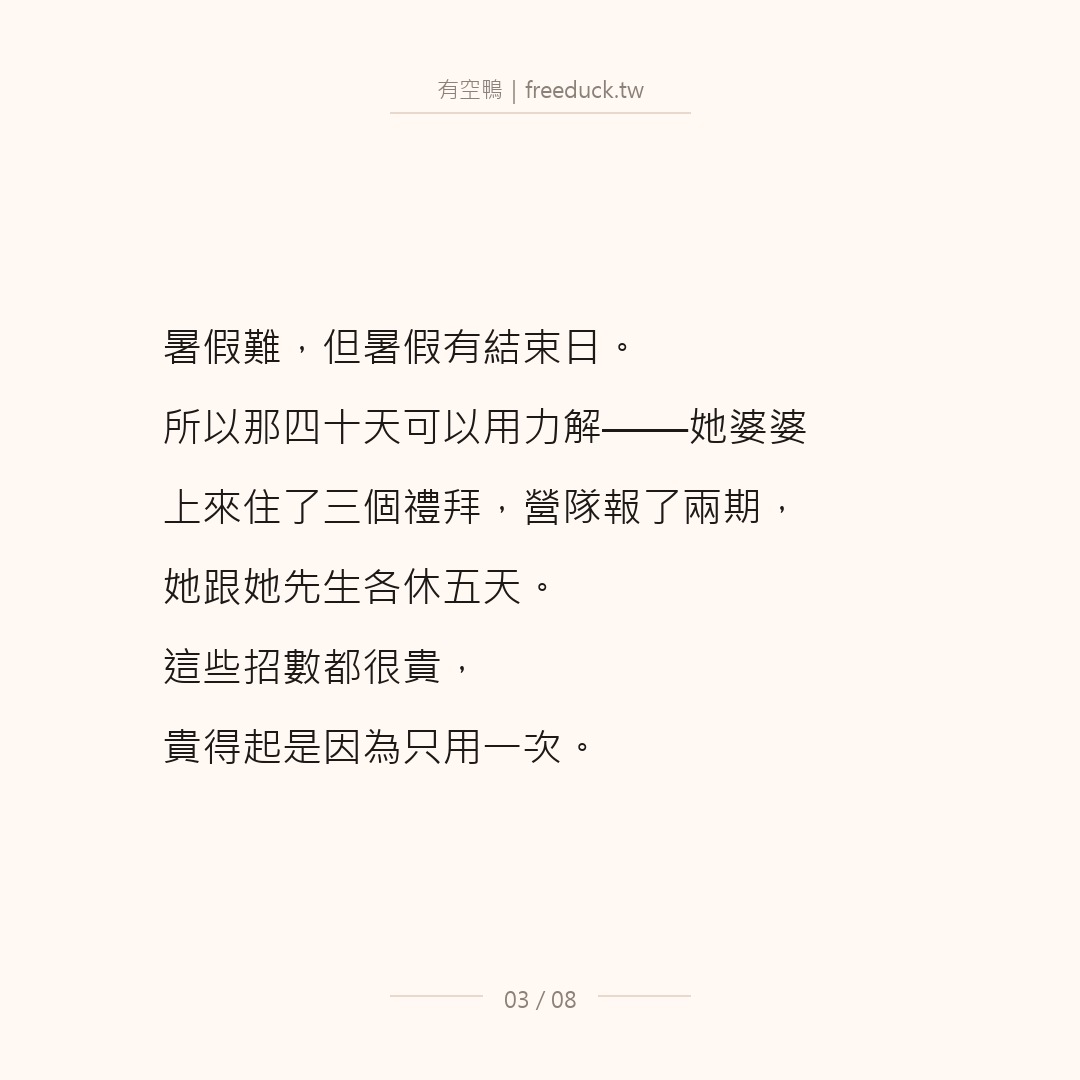 有空鴨｜freeduck.tw
暑假難，但暑假有結束日。
所以那四十天可以用力解——她婆婆
上來住了三個禮拜，營隊報了兩期，
她跟她先生各休五天。
這些招數都很貴，
貴得起是因為只用一次。
03 / 08